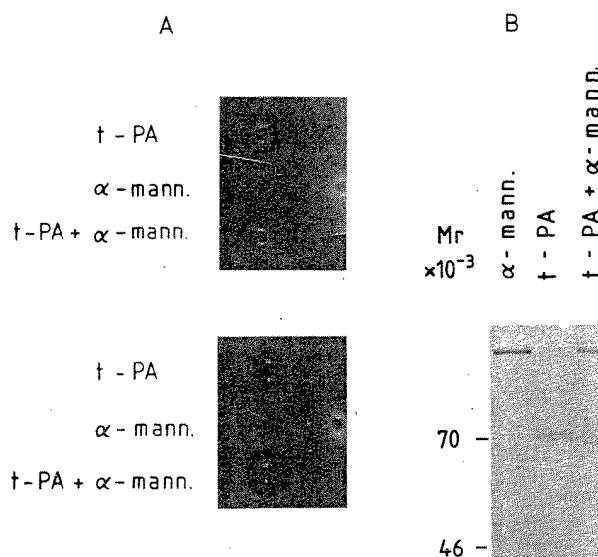 A
t - PA
α - mann.
t - PA + α - mann.
t - PA
α - mann.
t - PA + α - mann.
B
Mr
×10⁻³
α - mann.
t - PA
t - PA + α - mann.
70 –
46 –